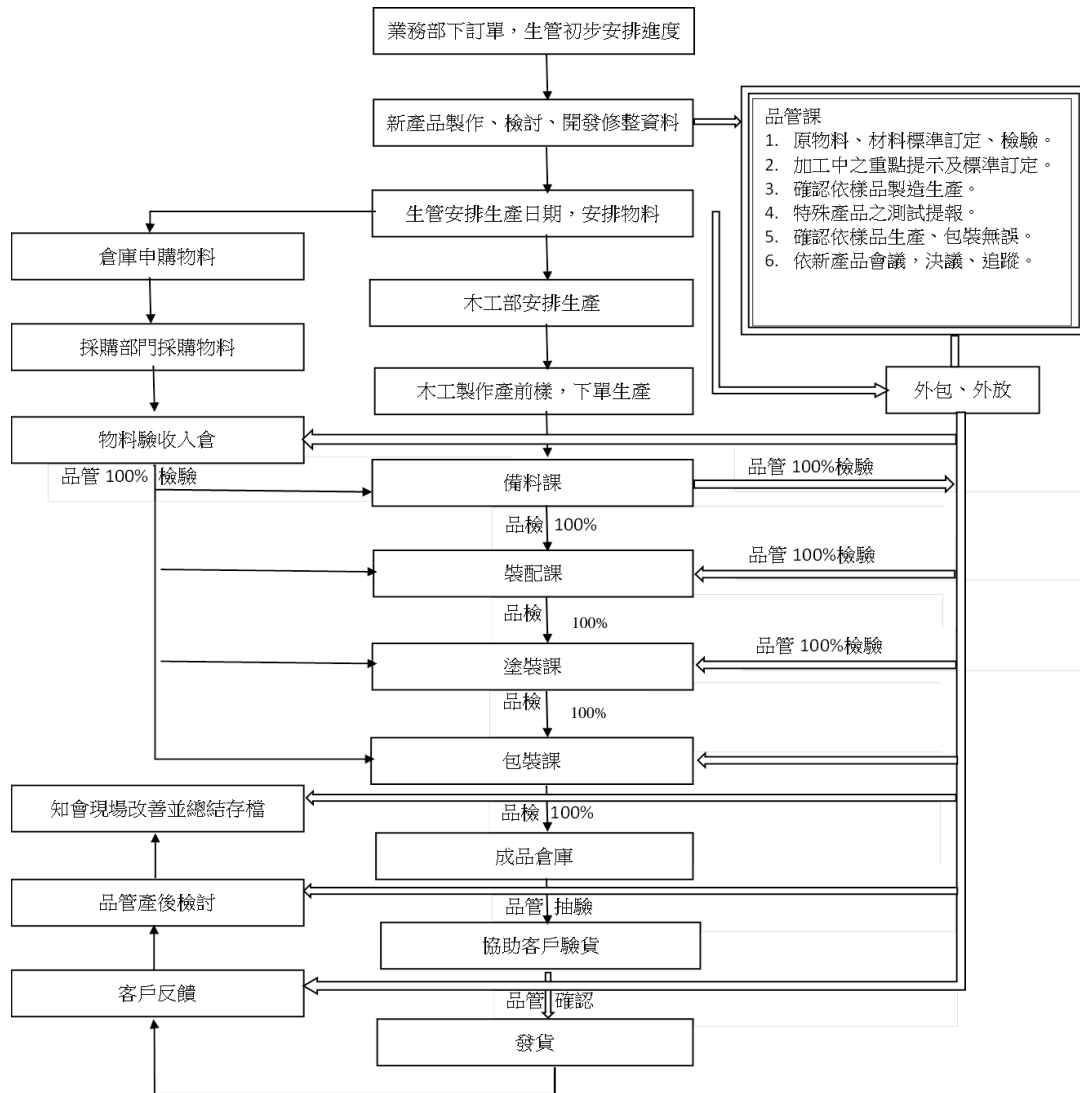 業務部下訂單，生管初步安排進度
新產品製作、檢討、開發修整資料
品管課
1. 原物料、材料標準訂定、檢驗。
2. 加工中之重點提示及標準訂定。
3. 確認依樣品製造生產。
4. 特殊產品之測試提報。
5. 確認依樣品生產、包裝無誤。
6. 依新產品會議，決議、追蹤。
生管安排生產日期，安排物料
倉庫申購物料
木工部安排生產
採購部門採購物料
木工製作產前樣，下單生產
外包、外放
物料驗收入倉
品管 100% 檢驗
備料課
品管 100%檢驗
品檢 100%
裝配課
品管 100%檢驗
品檢 100%
塗裝課
品管 100%檢驗
品檢 100%
包裝課
知會現場改善並總結存檔
品檢 100%
成品倉庫
品管產後檢討
品管 抽驗
協助客戶驗貨
客戶反饋
品管 確認
發貨